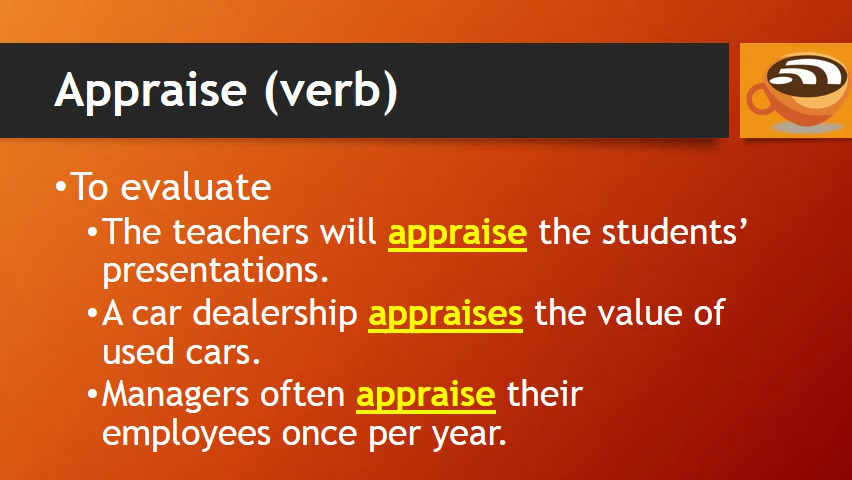 Appraise (verb)
•To evaluate
•The teachers will appraise the students’
presentations.
•A car dealership appraises the value of
used cars.
•Managers often appraise their
employees once per year.